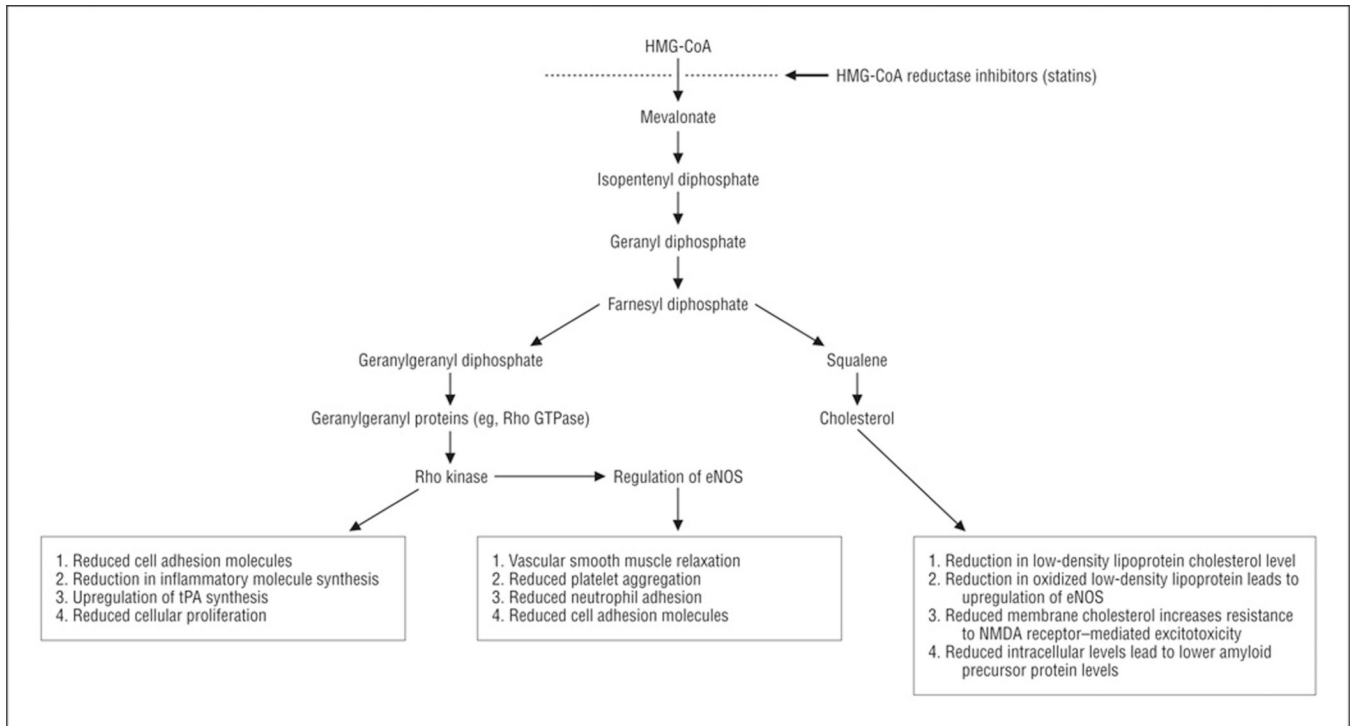 HMG-CoA
HMG-CoA reductase inhibitors (statins)
Mevalonate
Isopentenyl diphosphate
Geranyl diphosphate
Farnesyl diphosphate
Geranylgeranyl diphosphate
Squalene
Geranylgeranyl proteins (eg, Rho GTPase)
Cholesterol
Rho kinase
Regulation of eNOS
1. Reduced cell adhesion molecules
2. Reduction in inflammatory molecule synthesis
3. Upregulation of tPA synthesis
4. Reduced cellular proliferation
1. Vascular smooth muscle relaxation
2. Reduced platelet aggregation
3. Reduced neutrophil adhesion
4. Reduced cell adhesion molecules
1. Reduction in low-density lipoprotein cholesterol level
2. Reduction in oxidized low-density lipoprotein leads to
upregulation of eNOS
3. Reduced membrane cholesterol increases resistance
to NMDA receptor–mediated excitotoxicity
4. Reduced intracellular levels lead to lower amyloid
precursor protein levels